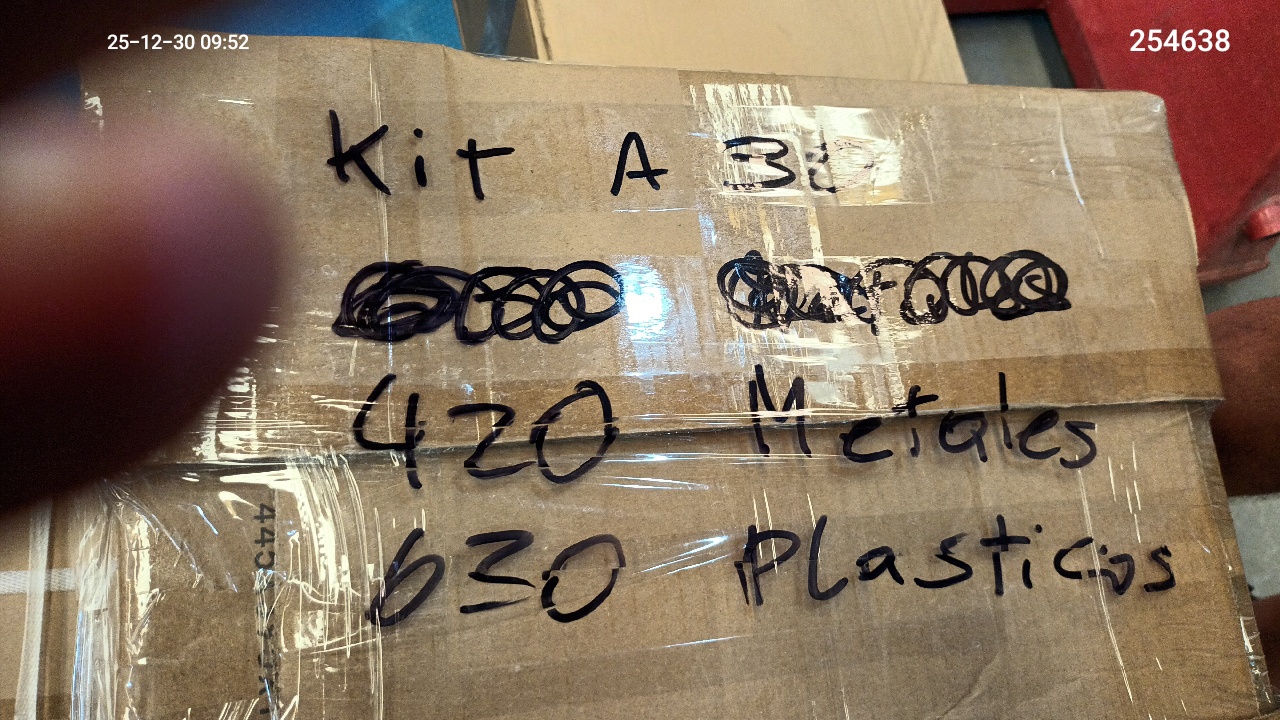 25-12-30 09:52
254638
Kit A
420 Metales
630 Plasticos